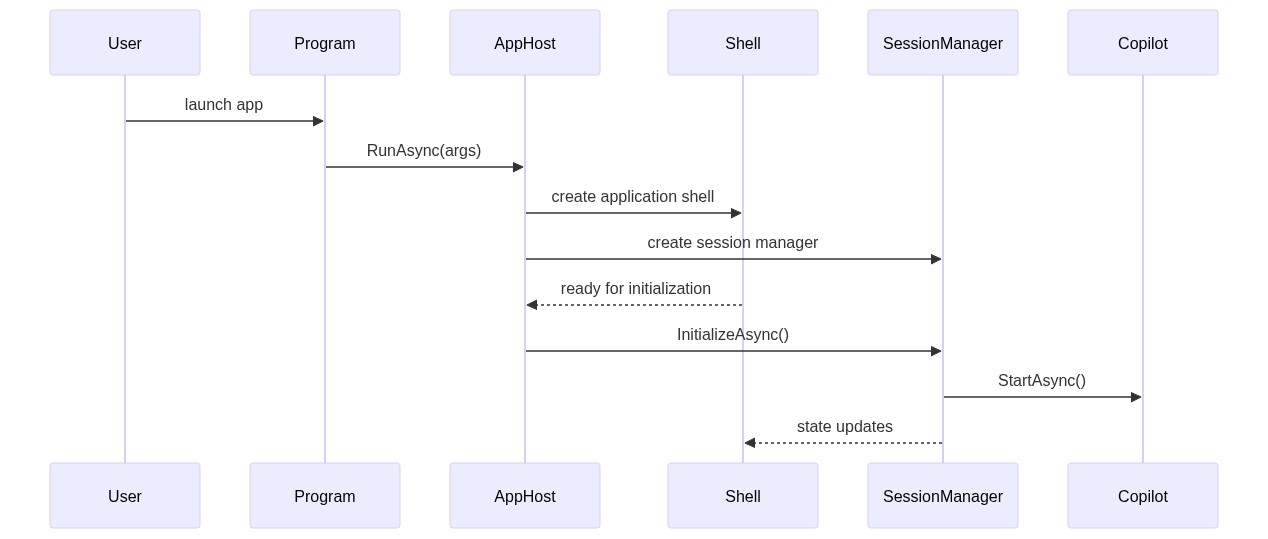 User
Program
AppHost
Shell
SessionManager
Copilot
launch app
RunAsync(args)
create application shell
create session manager
ready for initialization
InitializeAsync()
StartAsync()
state updates
User
Program
AppHost
Shell
SessionManager
Copilot